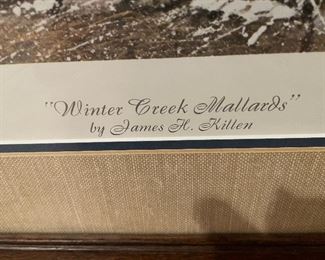 "Winter Creek Mallards"
by James H. Killen